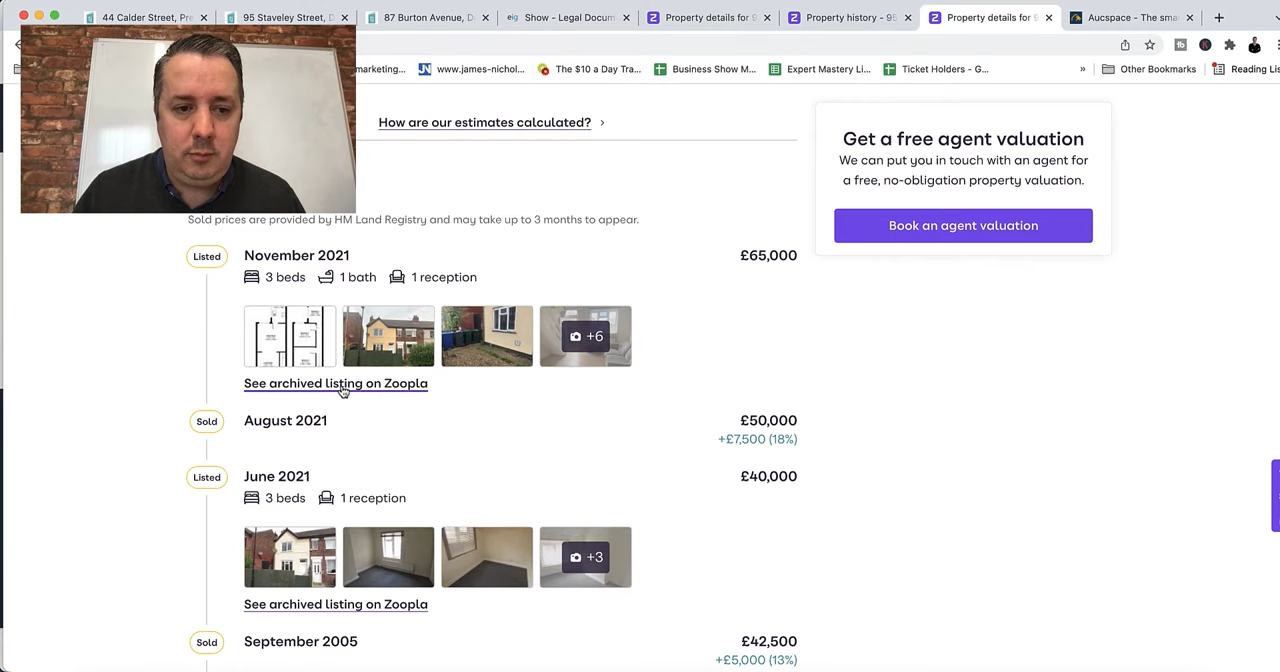 44 Calder Street, Pre
95 Staveley Street, D
87 Burton Avenue, D
eig Show - Legal Docum
Property details for 9
Property history - 95
Property details for 9
Aucspace - The sma
marketing...
www.james-nichol...
The $10 a Day Tra...
Business Show M...
Expert Mastery Li...
Ticket Holders - G...
»
Other Bookmarks
Reading Lis
How are our estimates calculated?
Get a free agent valuation
We can put you in touch with an agent for
a free, no-obligation property valuation.
Book an agent valuation
Sold prices are provided by HM Land Registry and may take up to 3 months to appear.
Listed November 2021 £65,000
3 beds 1 bath 1 reception
+6
See archived listing on Zoopla
Sold August 2021 £50,000
+£7,500 (18%)
Listed June 2021 £40,000
3 beds 1 reception
+3
See archived listing on Zoopla
Sold September 2005 £42,500
+£5,000 (13%)